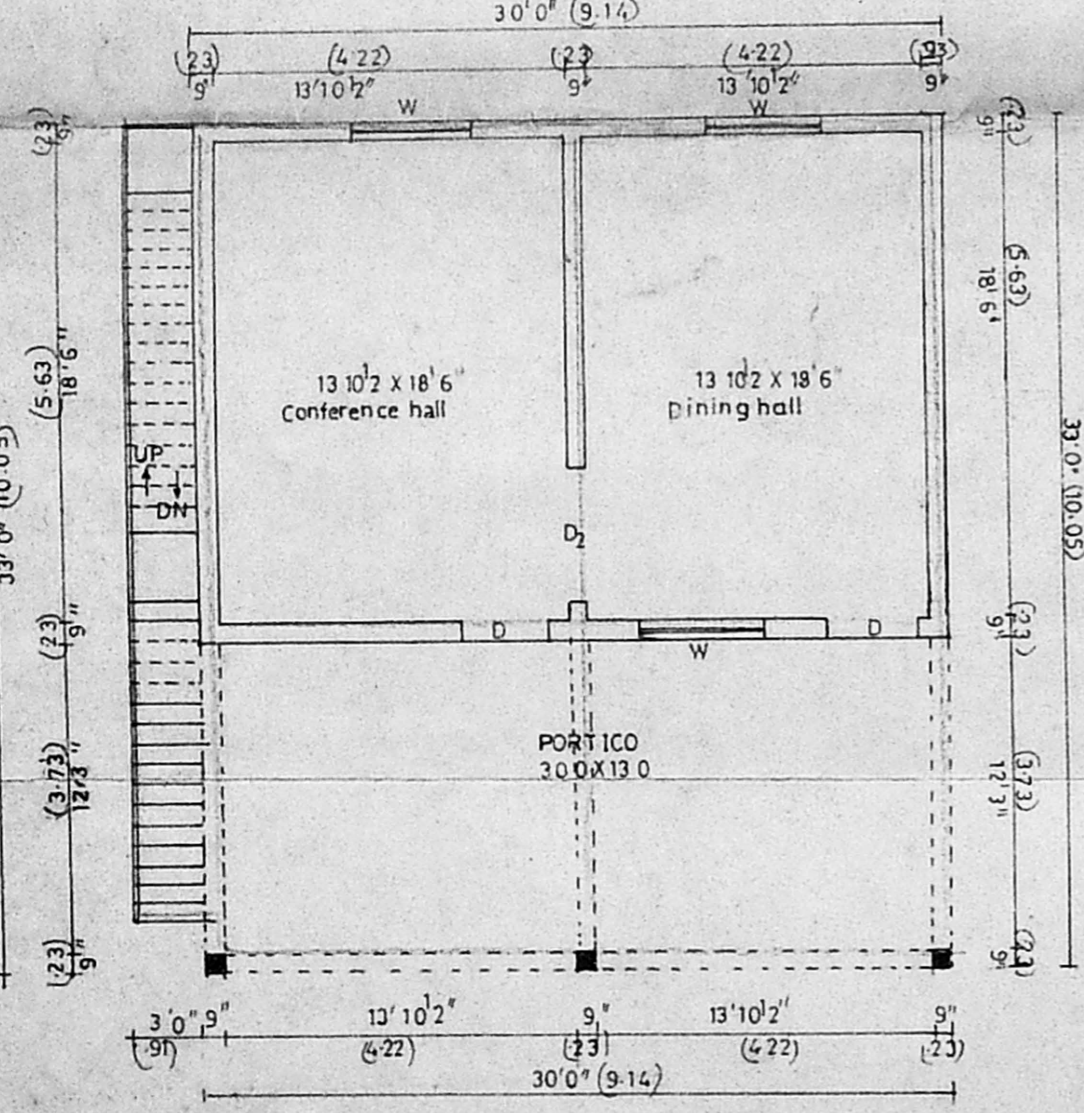 30'0" (9.14)
(.23) (4.22) (.23) (4.22) (.23)
9" 13'10½" 9" 13'10½" 9"
W W
(.23) 9"
9" (.23)
(5.63) 18'6"
18'6" (5.63)
13 10½ X 18'6"
Conference hall
13 10½ X 18'6"
Dining hall
33'0" (10.05)
33'0" (10.05)
UP
DN
D2
(.23) 9"
9" (.23)
D W D
PORTICO
30 0 X 13 0
(3.73) 12'3"
12'3" (3.73)
(.23) 9"
9" (.23)
3'0" 9" 13'10½" 9" 13'10½" 9"
(.91) (4.22) (.23) (4.22) (.23)
30'0" (9.14)